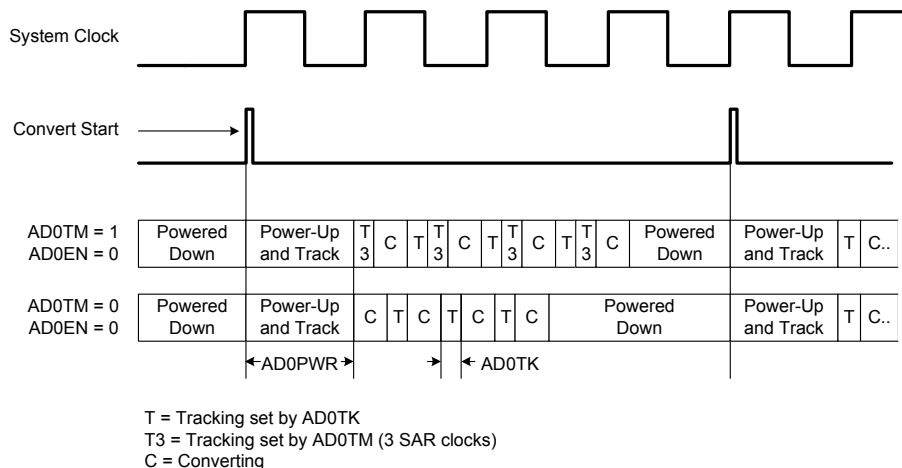 System Clock
Convert Start
AD0TM = 1
AD0EN = 0
Powered
Down
Power-Up
and Track
T
3
C
T
T
3
C
T
T
3
C
T
T
3
C
Powered
Down
Power-Up
and Track
T
C..
AD0TM = 0
AD0EN = 0
Powered
Down
Power-Up
and Track
C
T
C
T
C
T
C
Powered
Down
Power-Up
and Track
T
C..
AD0PWR
AD0TK
T = Tracking set by AD0TK
T3 = Tracking set by AD0TM (3 SAR clocks)
C = Converting